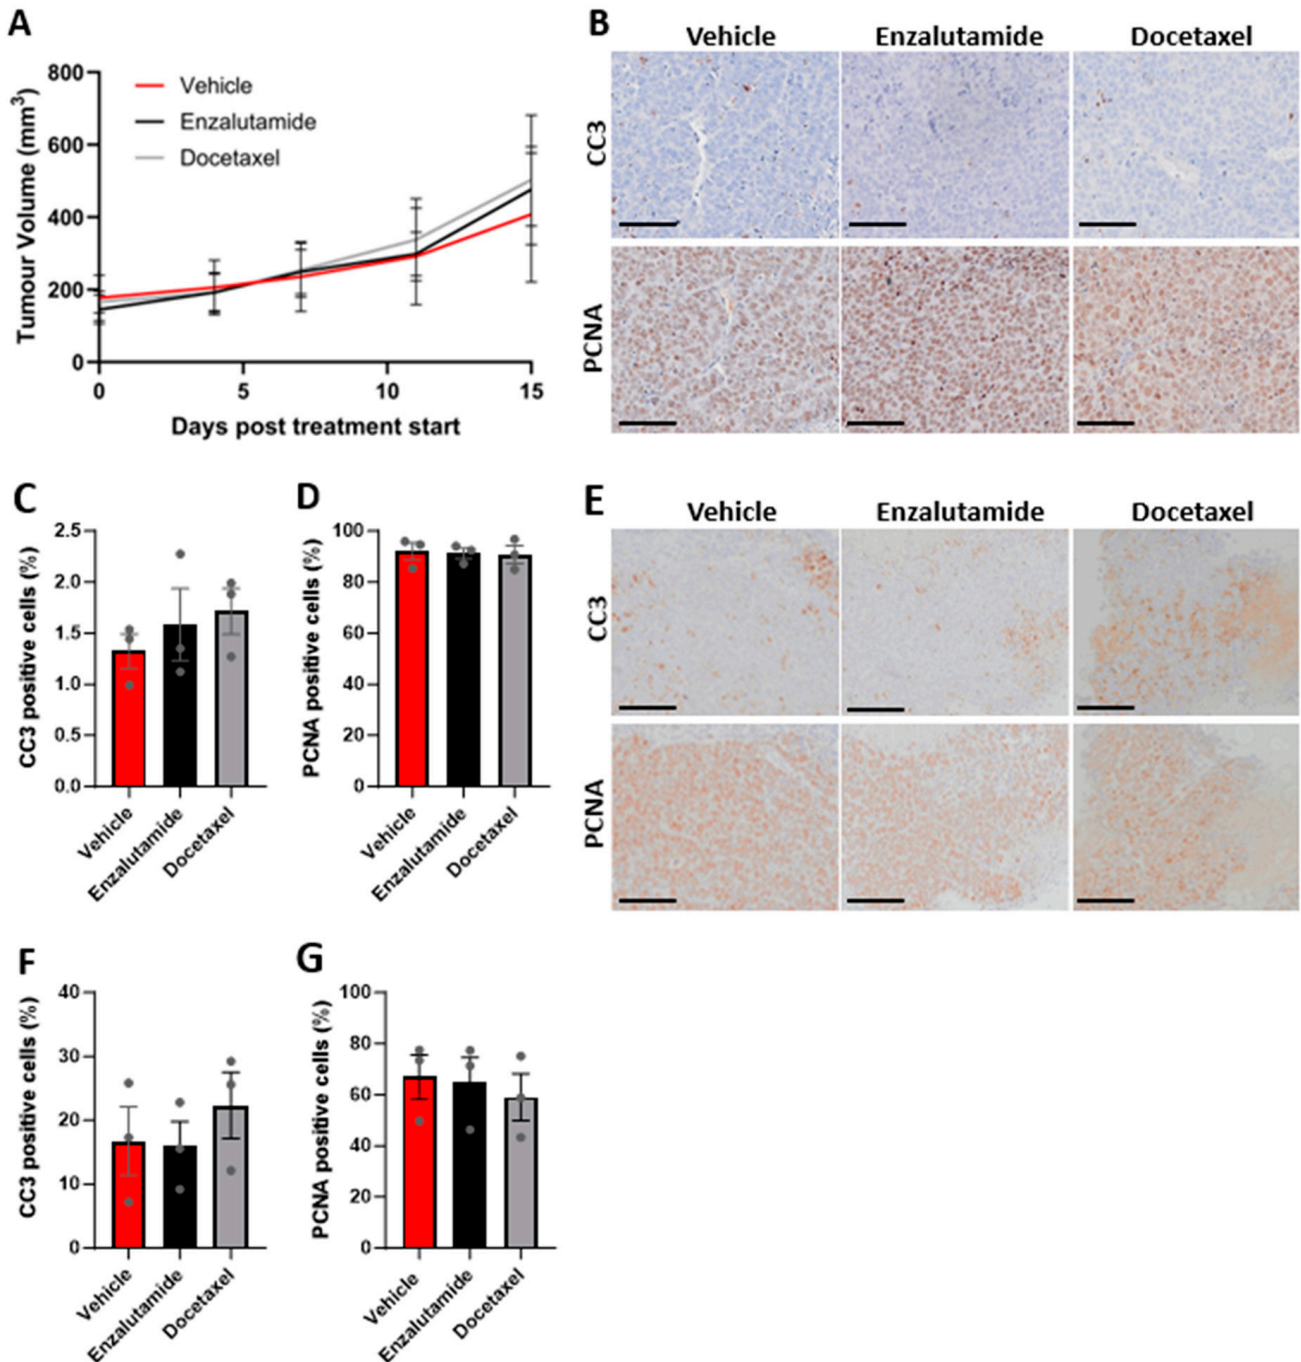 A
Tumour Volume (mm3)
800
600
400
200
0
0
5
10
15
Days post treatment start
Vehicle
Enzalutamide
Docetaxel
B
Vehicle Enzalutamide Docetaxel
CC3
PCNA
C
CC3 positive cells (%)
2.5
2.0
1.5
1.0
0.5
0.0
Vehicle
Enzalutamide
Docetaxel
D
PCNA positive cells (%)
100
80
60
40
20
0
Vehicle
Enzalutamide
Docetaxel
E
Vehicle Enzalutamide Docetaxel
CC3
PCNA
F
CC3 positive cells (%)
40
30
20
10
0
Vehicle
Enzalutamide
Docetaxel
G
PCNA positive cells (%)
100
80
60
40
20
0
Vehicle
Enzalutamide
Docetaxel